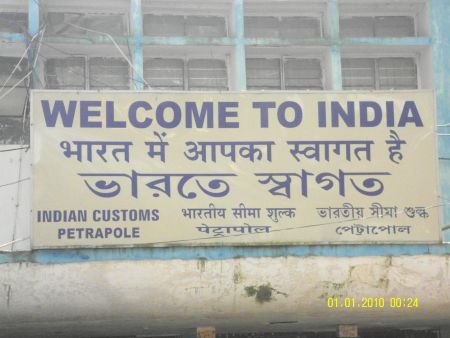 WELCOME TO INDIA
भारत में आपका स्वागत है
ভারতে স্বাগত
INDIAN CUSTOMS भारतीय सीमा शुल्क ভারতীয় সীমা শুল্ক
PETRAPOLE पेट्रापोल পেট্রাপোল
01.01.2010 00:24